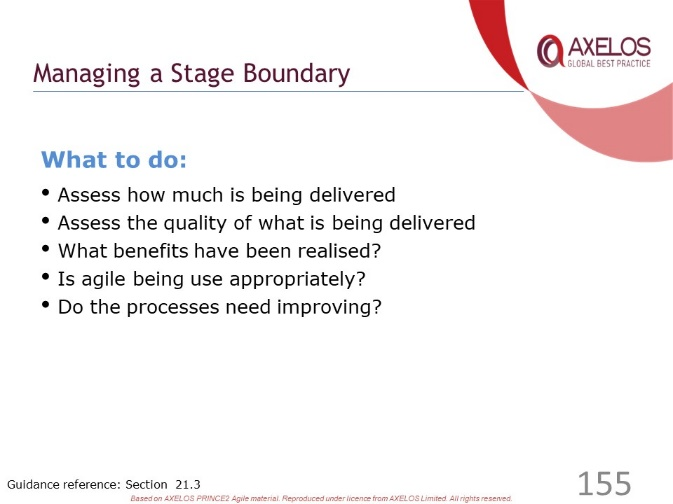 AXELOS
GLOBAL BEST PRACTICE
Managing a Stage Boundary
What to do:
• Assess how much is being delivered
• Assess the quality of what is being delivered
• What benefits have been realised?
• Is agile being use appropriately?
• Do the processes need improving?
Guidance reference: Section 21.3
155
Based on AXELOS PRINCE2 Agile material. Reproduced under licence from AXELOS Limited. All rights reserved.